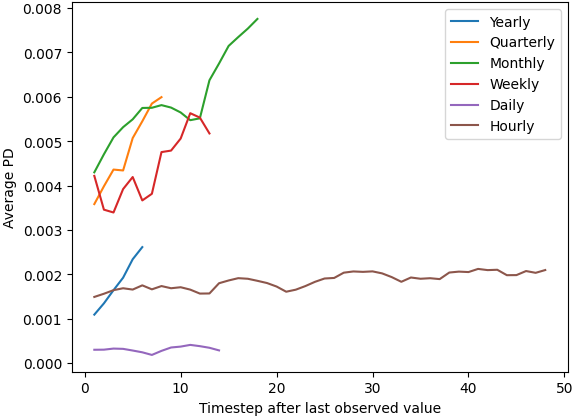 0.008
0.007
0.006
0.005
0.004
0.003
0.002
0.001
0.000
Average PD
0 10 20 30 40 50
Timestep after last observed value
Yearly
Quarterly
Monthly
Weekly
Daily
Hourly